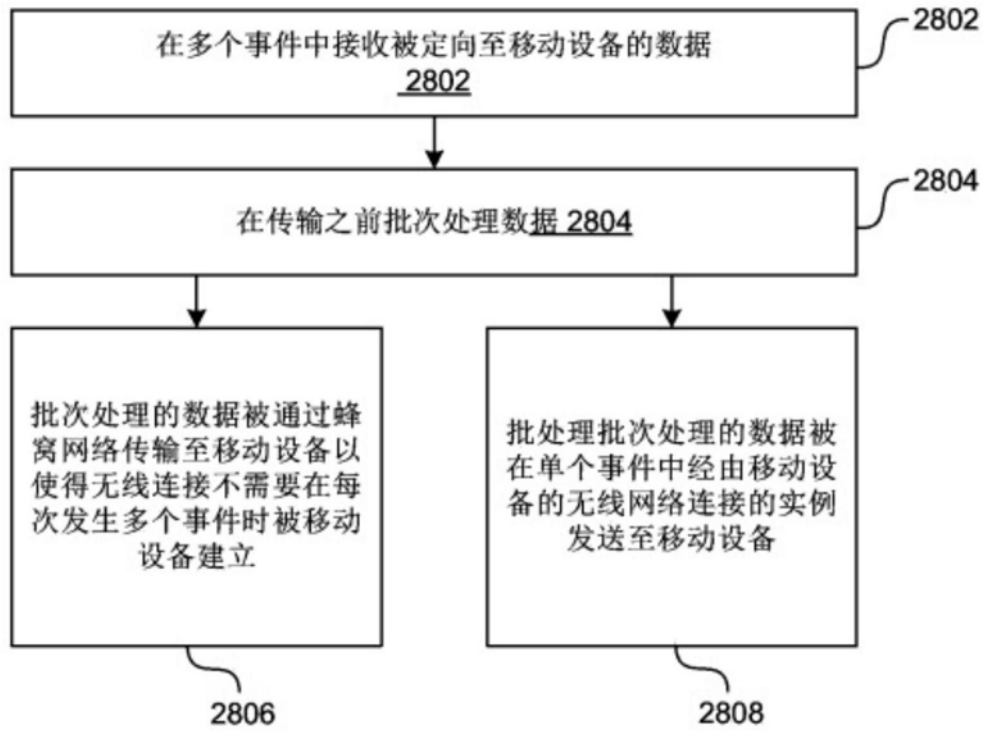 在多个事件中接收被定向至移动设备的数据
2802
2802
在传输之前批次处理数据 2804
2804
批次处理的数据被通过蜂
窝网络传输至移动设备以
使得无线连接不需要在每
次发生多个事件时被移动
设备建立
2806
批处理批次处理的数据被
在单个事件中经由移动设
备的无线网络连接的实例
发送至移动设备
2808